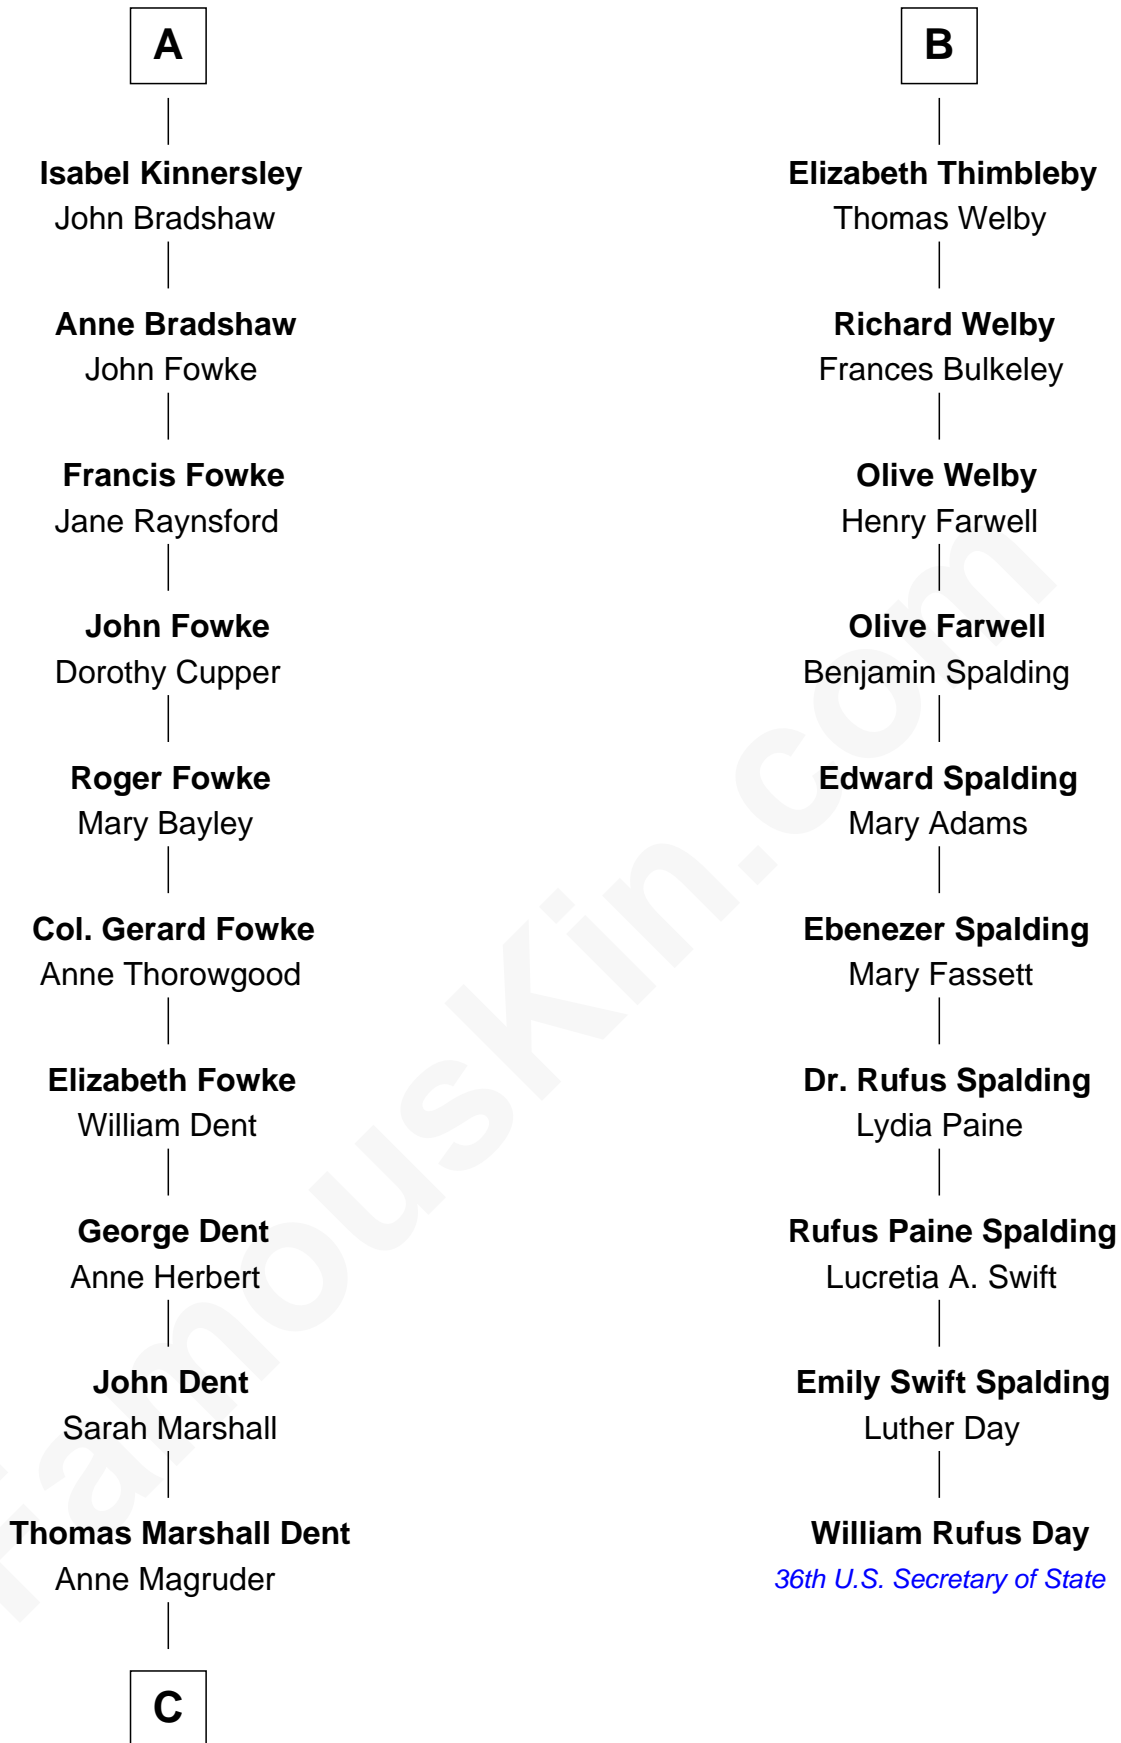 A
Isabel Kinnersley
John Bradshaw
Anne Bradshaw
John Fowke
Francis Fowke
Jane Raynsford
John Fowke
Dorothy Cupper
Roger Fowke
Mary Bayley
Col. Gerard Fowke
Anne Thorowgood
Elizabeth Fowke
William Dent
George Dent
Anne Herbert
John Dent
Sarah Marshall
Thomas Marshall Dent
Anne Magruder
C
B
Elizabeth Thimbleby
Thomas Welby
Richard Welby
Frances Bulkeley
Olive Welby
Henry Farwell
Olive Farwell
Benjamin Spalding
Edward Spalding
Mary Adams
Ebenezer Spalding
Mary Fassett
Dr. Rufus Spalding
Lydia Paine
Rufus Paine Spalding
Lucretia A. Swift
Emily Swift Spalding
Luther Day
William Rufus Day
36th U.S. Secretary of State
FamousKin.com